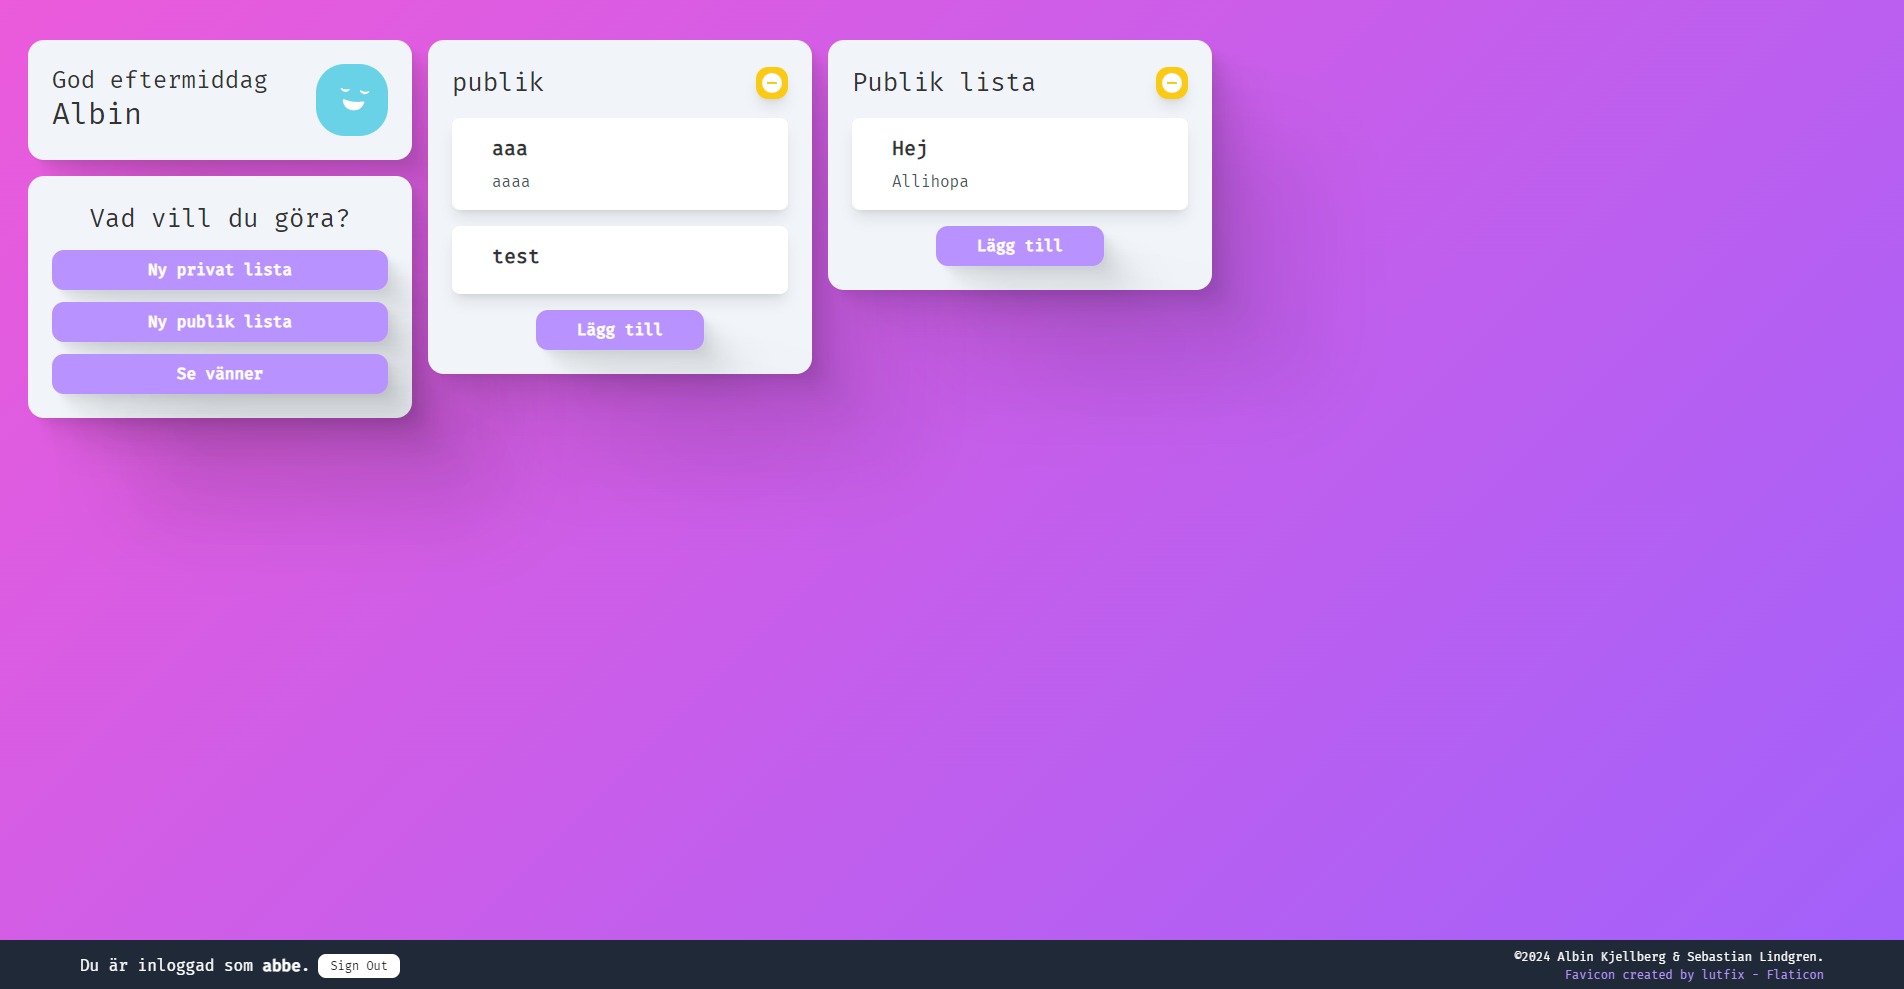 God eftermiddag
Albin
Vad vill du göra?
Ny privat lista
Ny publik lista
Se vänner
publik
aaa
aaaa
test
Lägg till
Publik lista
Hej
Allihopa
Lägg till
Du är inloggad som abbe. Sign Out
©2024 Albin Kjellberg & Sebastian Lindgren.
Favicon created by lutfix - Flaticon